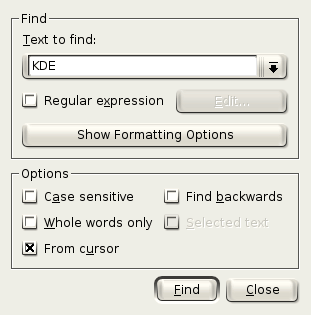 Find
Text to find:
KDE
Regular expression Edit...
Show Formatting Options
Options
Case sensitive Find backwards
Whole words only Selected text
From cursor
Find Close